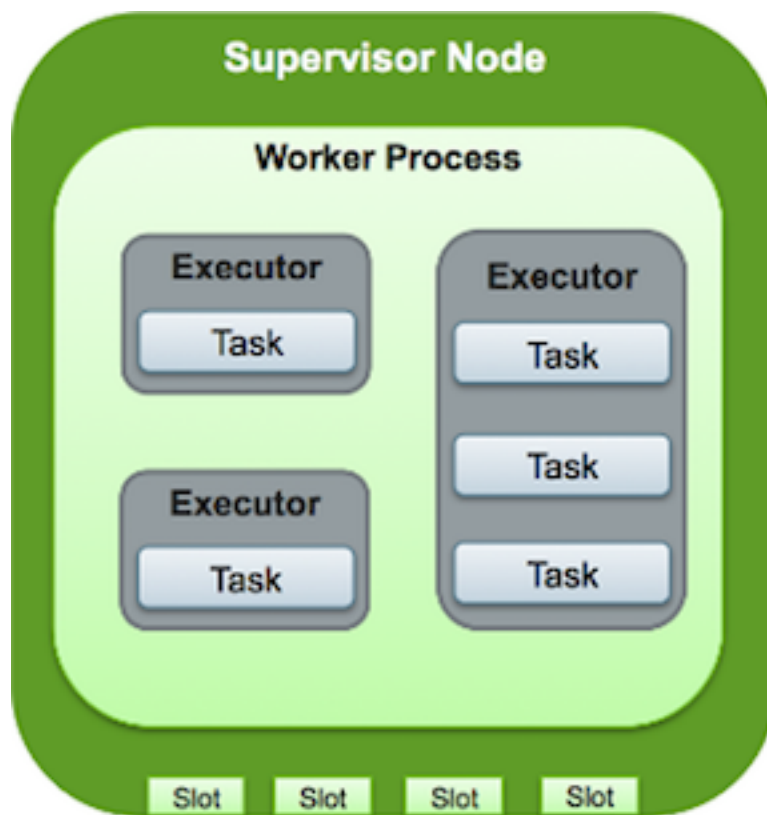 Supervisor Node
Worker Process
Executor
Task
Executor
Task
Executor
Task
Task
Task
Slot
Slot
Slot
Slot